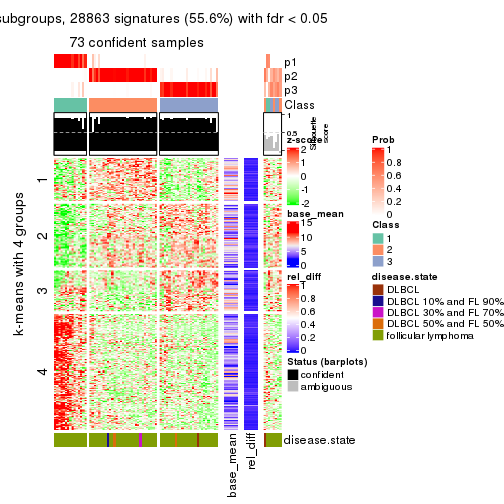 subgroups, 28863 signatures (55.6%) with fdr < 0.05
73 confident samples
p1
p2
p3
Class
1
0.5
0
Silhouette
score
k-means with 4 groups
1
2
3
4
z-score
2
1
0
-1
-2
base_mean
15
10
5
0
rel_diff
1
0.8
0.6
0.4
0.2
0
Status (barplots)
confident
ambiguous
Prob
1
0.8
0.6
0.4
0.2
0
Class
1
2
3
disease.state
DLBCL
DLBCL 10% and FL 90%
DLBCL 30% and FL 70%
DLBCL 50% and FL 50%
follicular lymphoma
disease.state
base_mean
rel_diff